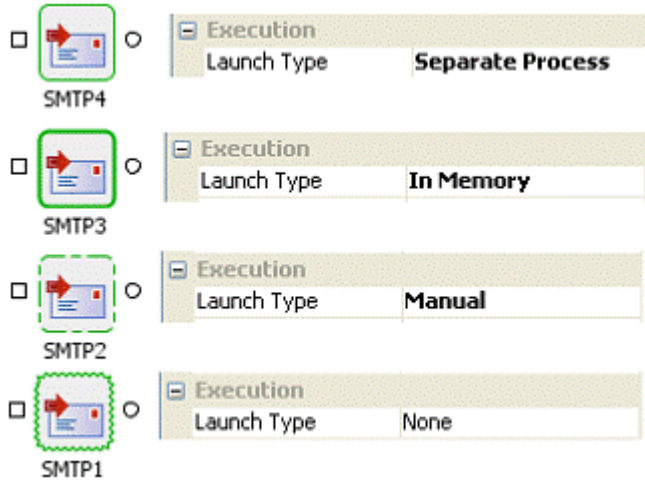 Execution
Launch Type Separate Process
SMTP4
Execution
Launch Type In Memory
SMTP3
Execution
Launch Type Manual
SMTP2
Execution
Launch Type None
SMTP1